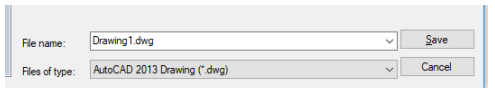 File name: Drawing1.dwg Save
Files of type: AutoCAD 2013 Drawing (*.dwg) Cancel